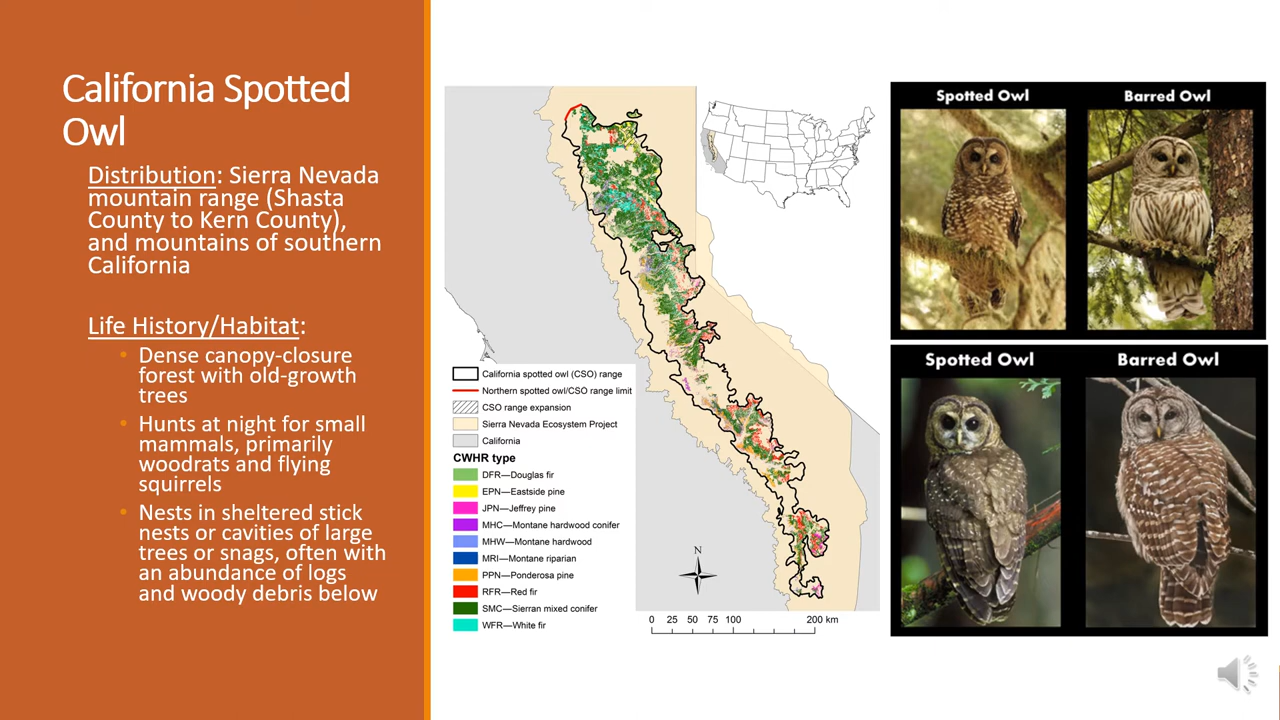 California Spotted
Owl
Distribution: Sierra Nevada
mountain range (Shasta
County to Kern County),
and mountains of southern
California
Life History/Habitat:
• Dense canopy-closure
forest with old-growth
trees
• Hunts at night for small
mammals, primarily
woodrats and flying
squirrels
• Nests in sheltered stick
nests or cavities of large
trees or snags, often with
an abundance of logs
and woody debris below
California spotted owl (CSO) range
Northern spotted owl/CSO range limit
CSO range expansion
Sierra Nevada Ecosystem Project
California
CWHR type
DFR—Douglas fir
EPN—Eastside pine
JPN—Jeffrey pine
MHC—Montane hardwood conifer
MHW—Montane hardwood
MRI—Montane riparian
PPN—Ponderosa pine
RFR—Red fir
SMC—Sierran mixed conifer
WFR—White fir
N
0 25 50 75 100 200 km
Spotted Owl
Barred Owl
Spotted Owl
Barred Owl